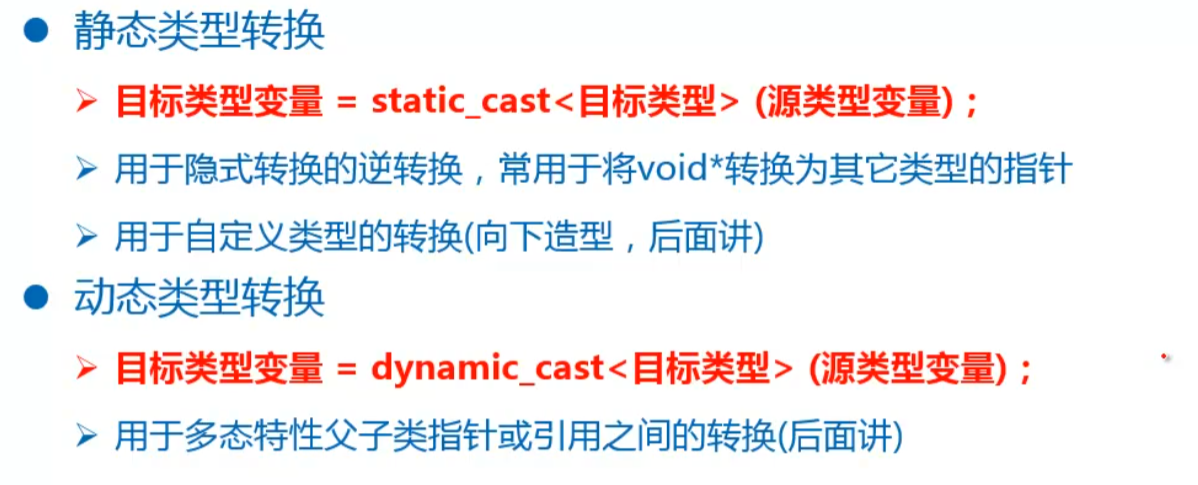 静态类型转换
目标类型变量 = static_cast<目标类型> (源类型变量)；
用于隐式转换的逆转换，常用于将void*转换为其它类型的指针
用于自定义类型的转换(向下造型，后面讲)
动态类型转换
目标类型变量 = dynamic_cast<目标类型> (源类型变量)；
用于多态特性父子类指针或引用之间的转换(后面讲)